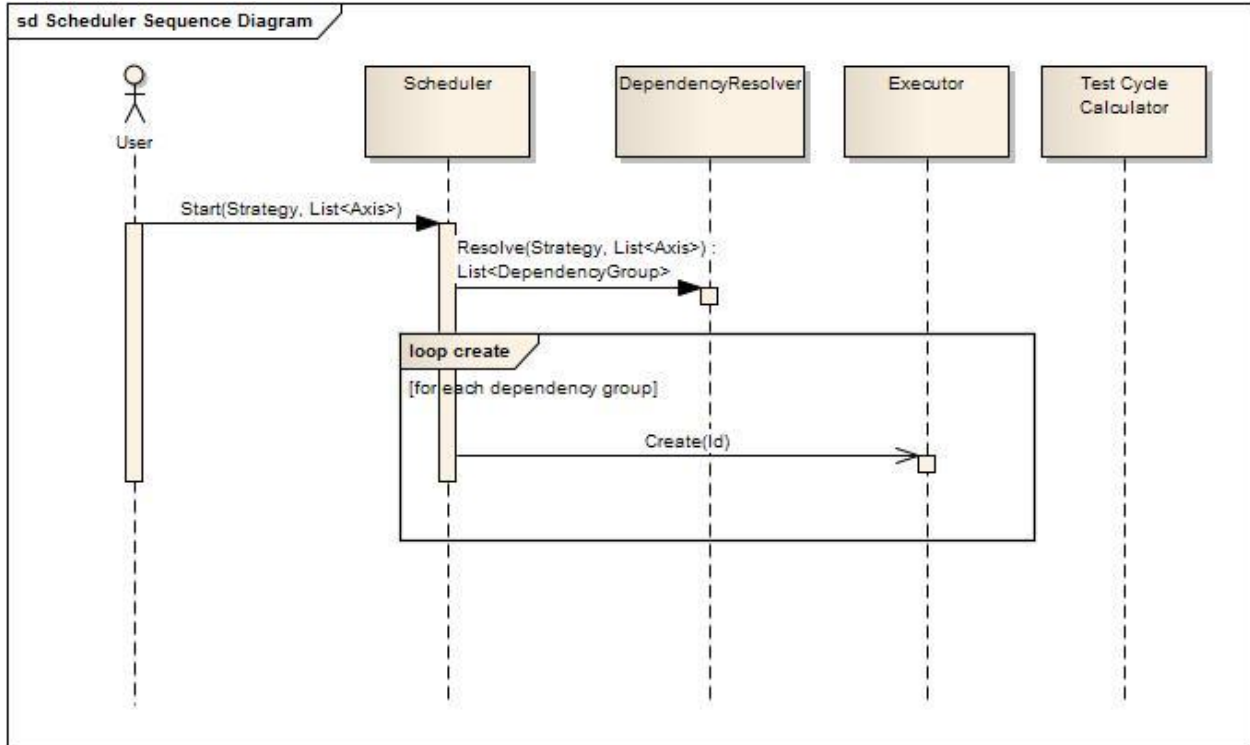 sd Scheduler Sequence Diagram
User
Scheduler
DependencyResolver
Executor
Test Cycle
Calculator
Start(Strategy, List<Axis>)
Resolve(Strategy, List<Axis>) :
List<DependencyGroup>
loop create
[for each dependency group]
Create(Id)